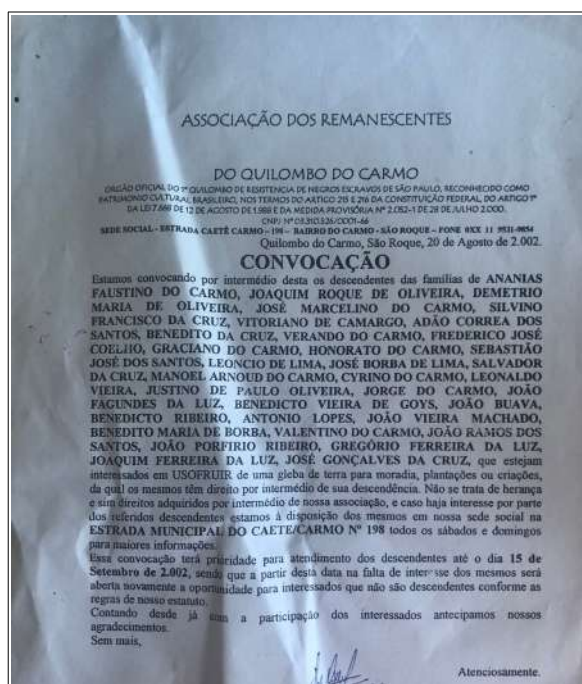 ASSOCIAÇÃO DOS REMANESCENTES
DO QUILOMBO DO CARMO
ORGÃO OFICIAL DO 1º QUILOMBO DE RESISTENCIA DE NEGROS ESCRAVOS DE SÃO PAULO, RECONHECIDO COMO
PATRIMONIO CULTURAL BRASILEIRO, NOS TERMOS DO ARTIGO 215 E 216 DA CONSTITUIÇÃO FEDERAL, DO ARTIGO 1º
DA LEI 7.668 DE 12 DE AGOSTO DE 1.988 E DA MEDIDA PROVISÓRIA Nº 2.052-1 DE 28 DE JULHO 2.000.
SEDE SOCIAL - ESTRADA CAETÊ CARMO - 198 - BAIRRO DO CARMO - SÃO ROQUE - FONE 0XX 11
Quilombo do Carmo, São Roque, 20 de Agosto de 2.002.
CONVOCAÇÃO
Estamos convocando por intermédio desta os descendentes das famílias de ANANIAS
FAUSTINO DO CARMO, JOAQUIM ROQUE DE OLIVEIRA, DEMETRIO
MARIA DE OLIVEIRA, JOSÉ MARCELINO DO CARMO, SILVINO
FRANCISCO DA CRUZ, VITORIANO DE CAMARGO, ADÃO CORREA DOS
SANTOS, BENEDITO DA CRUZ, VERANDO DO CARMO, FREDERICO JOSÉ
COELHO, GRACIANO DO CARMO, HONORATO DO CARMO, SEBASTIÃO
JOSÉ DOS SANTOS, LEONCIO DE LIMA, JOSÉ BORBA DE LIMA, SALVADOR
DA CRUZ, MANOEL ARNOUD DO CARMO, CYRINO DO CARMO, LEONALDO
VIEIRA, JUSTINO DE PAULO OLIVEIRA, JORGE DO CARMO, JOÃO
FAGUNDES DA LUZ, BENEDICTO VIEIRA DE GOYS, JOÃO BUAVA,
BENEDICTO RIBEIRO, ANTONIO LOPES, JOÃO VIEIRA MACHADO,
BENEDITO MARIA DE BORBA, VALENTINO DO CARMO, JOÃO RAMOS DOS
SANTOS, JOÃO PORFIRIO RIBEIRO, GREGÓRIO FERREIRA DA LUZ,
JOAQUIM FERREIRA DA LUZ, JOSÉ GONÇALVES DA CRUZ, que estejam
interessados em USOFRUIR de uma gleba de terra para moradia, plantações ou criações,
da qual os mesmos têm direito por intermédio de sua descendência. Não se trata de herança
e sim direitos adquiridos por intermédio de nossa associação, e caso haja interesse por parte
dos referidos descendentes estamos à disposição dos mesmos em nossa sede social na
ESTRADA MUNICIPAL DO CAETE/CARMO Nº 198 todos os sábados e domingos
para maiores informações.
Essa convocação terá prioridade para atendimento dos descendentes até o dia 15 de
Setembro de 2.002, sendo que a partir desta data na falta de interesse dos mesmos será
aberta novamente a oportunidade para interessados que não são descendentes conforme as
regras de nosso estatuto.
Contando desde já com a participação dos interessados antecipamos nossos
agradecimentos.
Sem mais,
Atenciosamente.